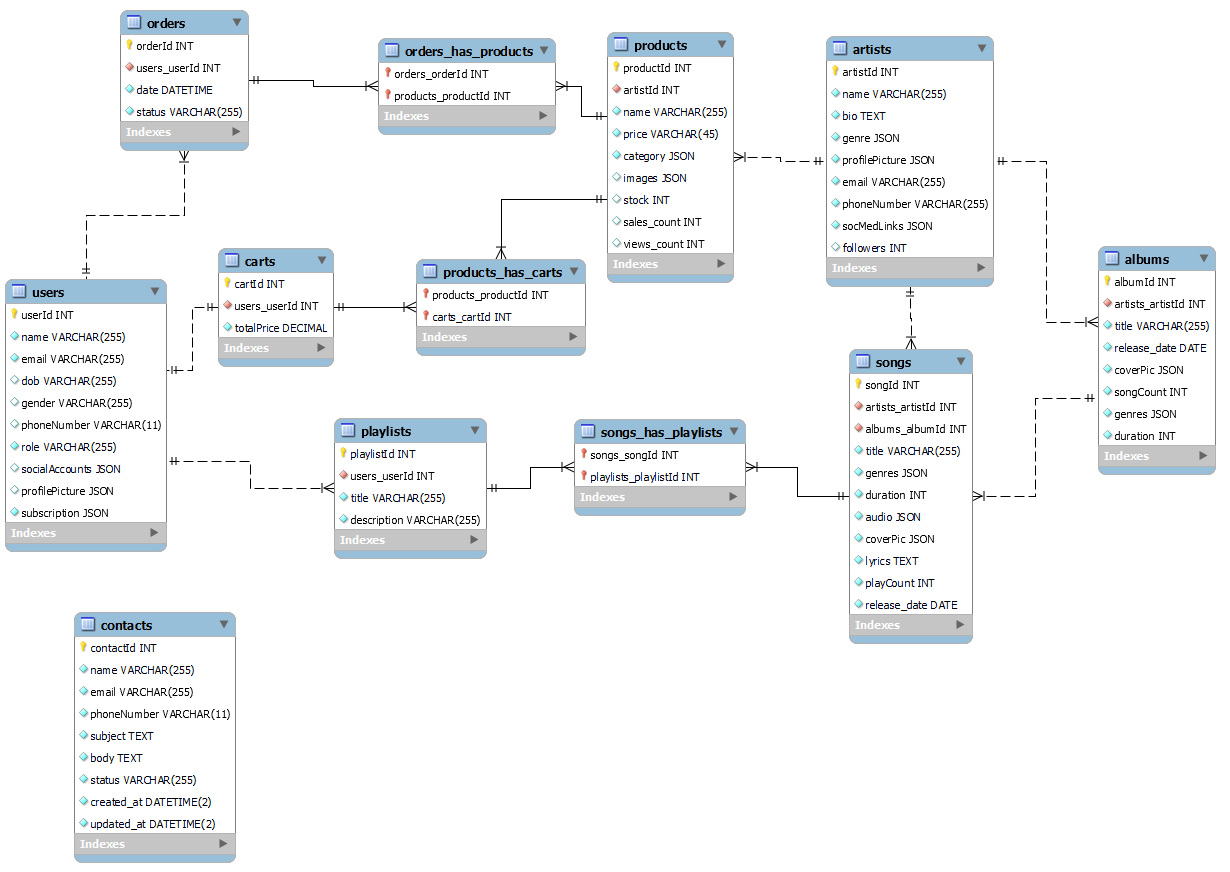 orders
orderId INT
users_userId INT
date DATETIME
status VARCHAR(255)
Indexes
orders_has_products
orders_orderId INT
products_productId INT
Indexes
products
productId INT
artistId INT
name VARCHAR(255)
price VARCHAR(45)
category JSON
images JSON
stock INT
sales_count INT
views_count INT
Indexes
artists
artistId INT
name VARCHAR(255)
bio TEXT
genre JSON
profilePicture JSON
email VARCHAR(255)
phoneNumber VARCHAR(255)
socMedLinks JSON
followers INT
Indexes
albums
albumId INT
artists_artistId INT
title VARCHAR(255)
release_date DATE
coverPic JSON
songCount INT
genres JSON
duration INT
Indexes
users
userId INT
name VARCHAR(255)
email VARCHAR(255)
dob VARCHAR(255)
gender VARCHAR(255)
phoneNumber VARCHAR(11)
role VARCHAR(255)
socialAccounts JSON
profilePicture JSON
subscription JSON
Indexes
carts
cartId INT
users_userId INT
totalPrice DECIMAL
Indexes
products_has_carts
products_productId INT
carts_cartId INT
Indexes
playlists
playlistId INT
users_userId INT
title VARCHAR(255)
description VARCHAR(255)
Indexes
songs_has_playlists
songs_songId INT
playlists_playlistId INT
Indexes
songs
songId INT
artists_artistId INT
albums_albumId INT
title VARCHAR(255)
genres JSON
duration INT
audio JSON
coverPic JSON
lyrics TEXT
playCount INT
release_date DATE
Indexes
contacts
contactId INT
name VARCHAR(255)
email VARCHAR(255)
phoneNumber VARCHAR(11)
subject TEXT
body TEXT
status VARCHAR(255)
created_at DATETIME(2)
updated_at DATETIME(2)
Indexes